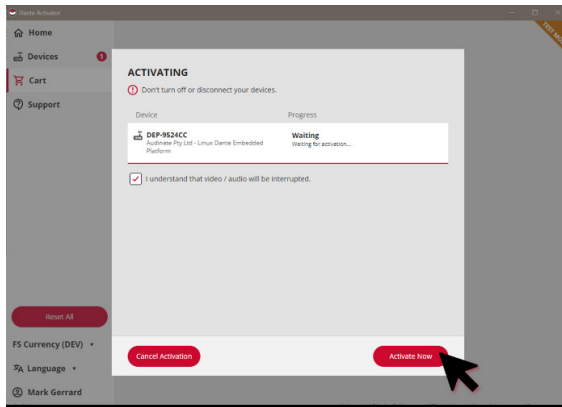 Dante Activator
TEST MO
Home
Devices 1
Cart
Support
ACTIVATING
Don't turn off or disconnect your devices.
Device Progress
DEP-9524CC Waiting
Audinate Pty Ltd - Linux Dante Embedded Waiting for activation...
Platform
I understand that video / audio will be interrupted.
Reset All
FS Currency (DEV)
Language
Mark Gerrard
Cancel Activation Activate Now